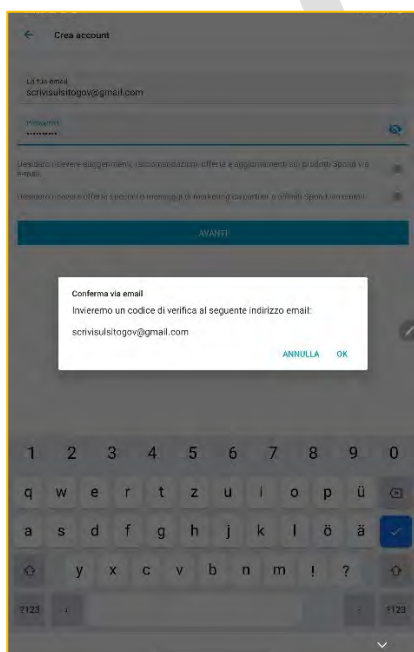 Crea account
La tua email
scrivisulsitogov@gmail.com
Password
••••••••••
Desidero ricevere suggerimenti, raccomandazioni, offerte e aggiornamenti sui prodotti Spond via e-mail.
Desidero ricevere offerte speciali o messaggi di marketing da partner o affiliati Spond
AVANTI
Conferma via email
Invieremo un codice di verifica al seguente indirizzo email:
scrivisulsitogov@gmail.com
ANNULLA OK
1 2 3 4 5 6 7 8 9 0
q w e r t z u i o p ü
a s d f g h j k l ö ä
y x c v b n m ! ?
?123 , . ?123